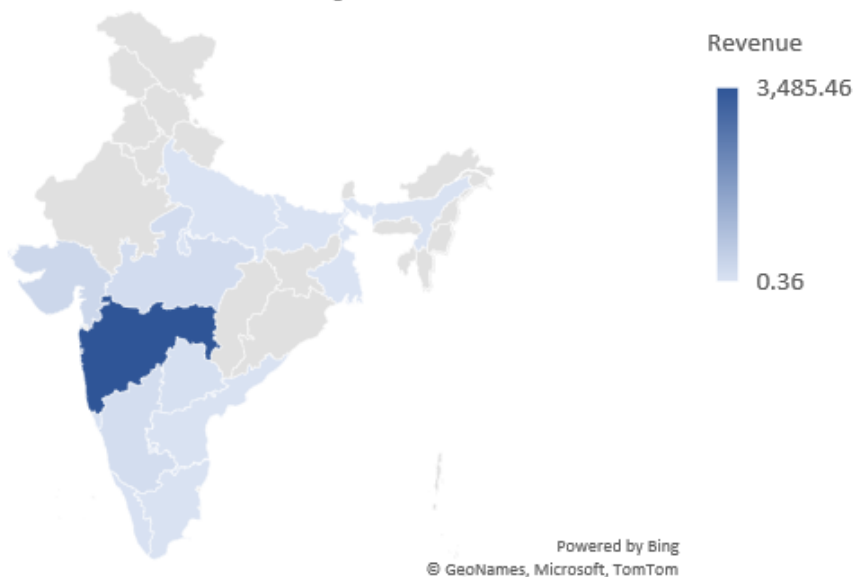 Revenue
3,485.46
0.36
Powered by Bing
© GeoNames, Microsoft, TomTom